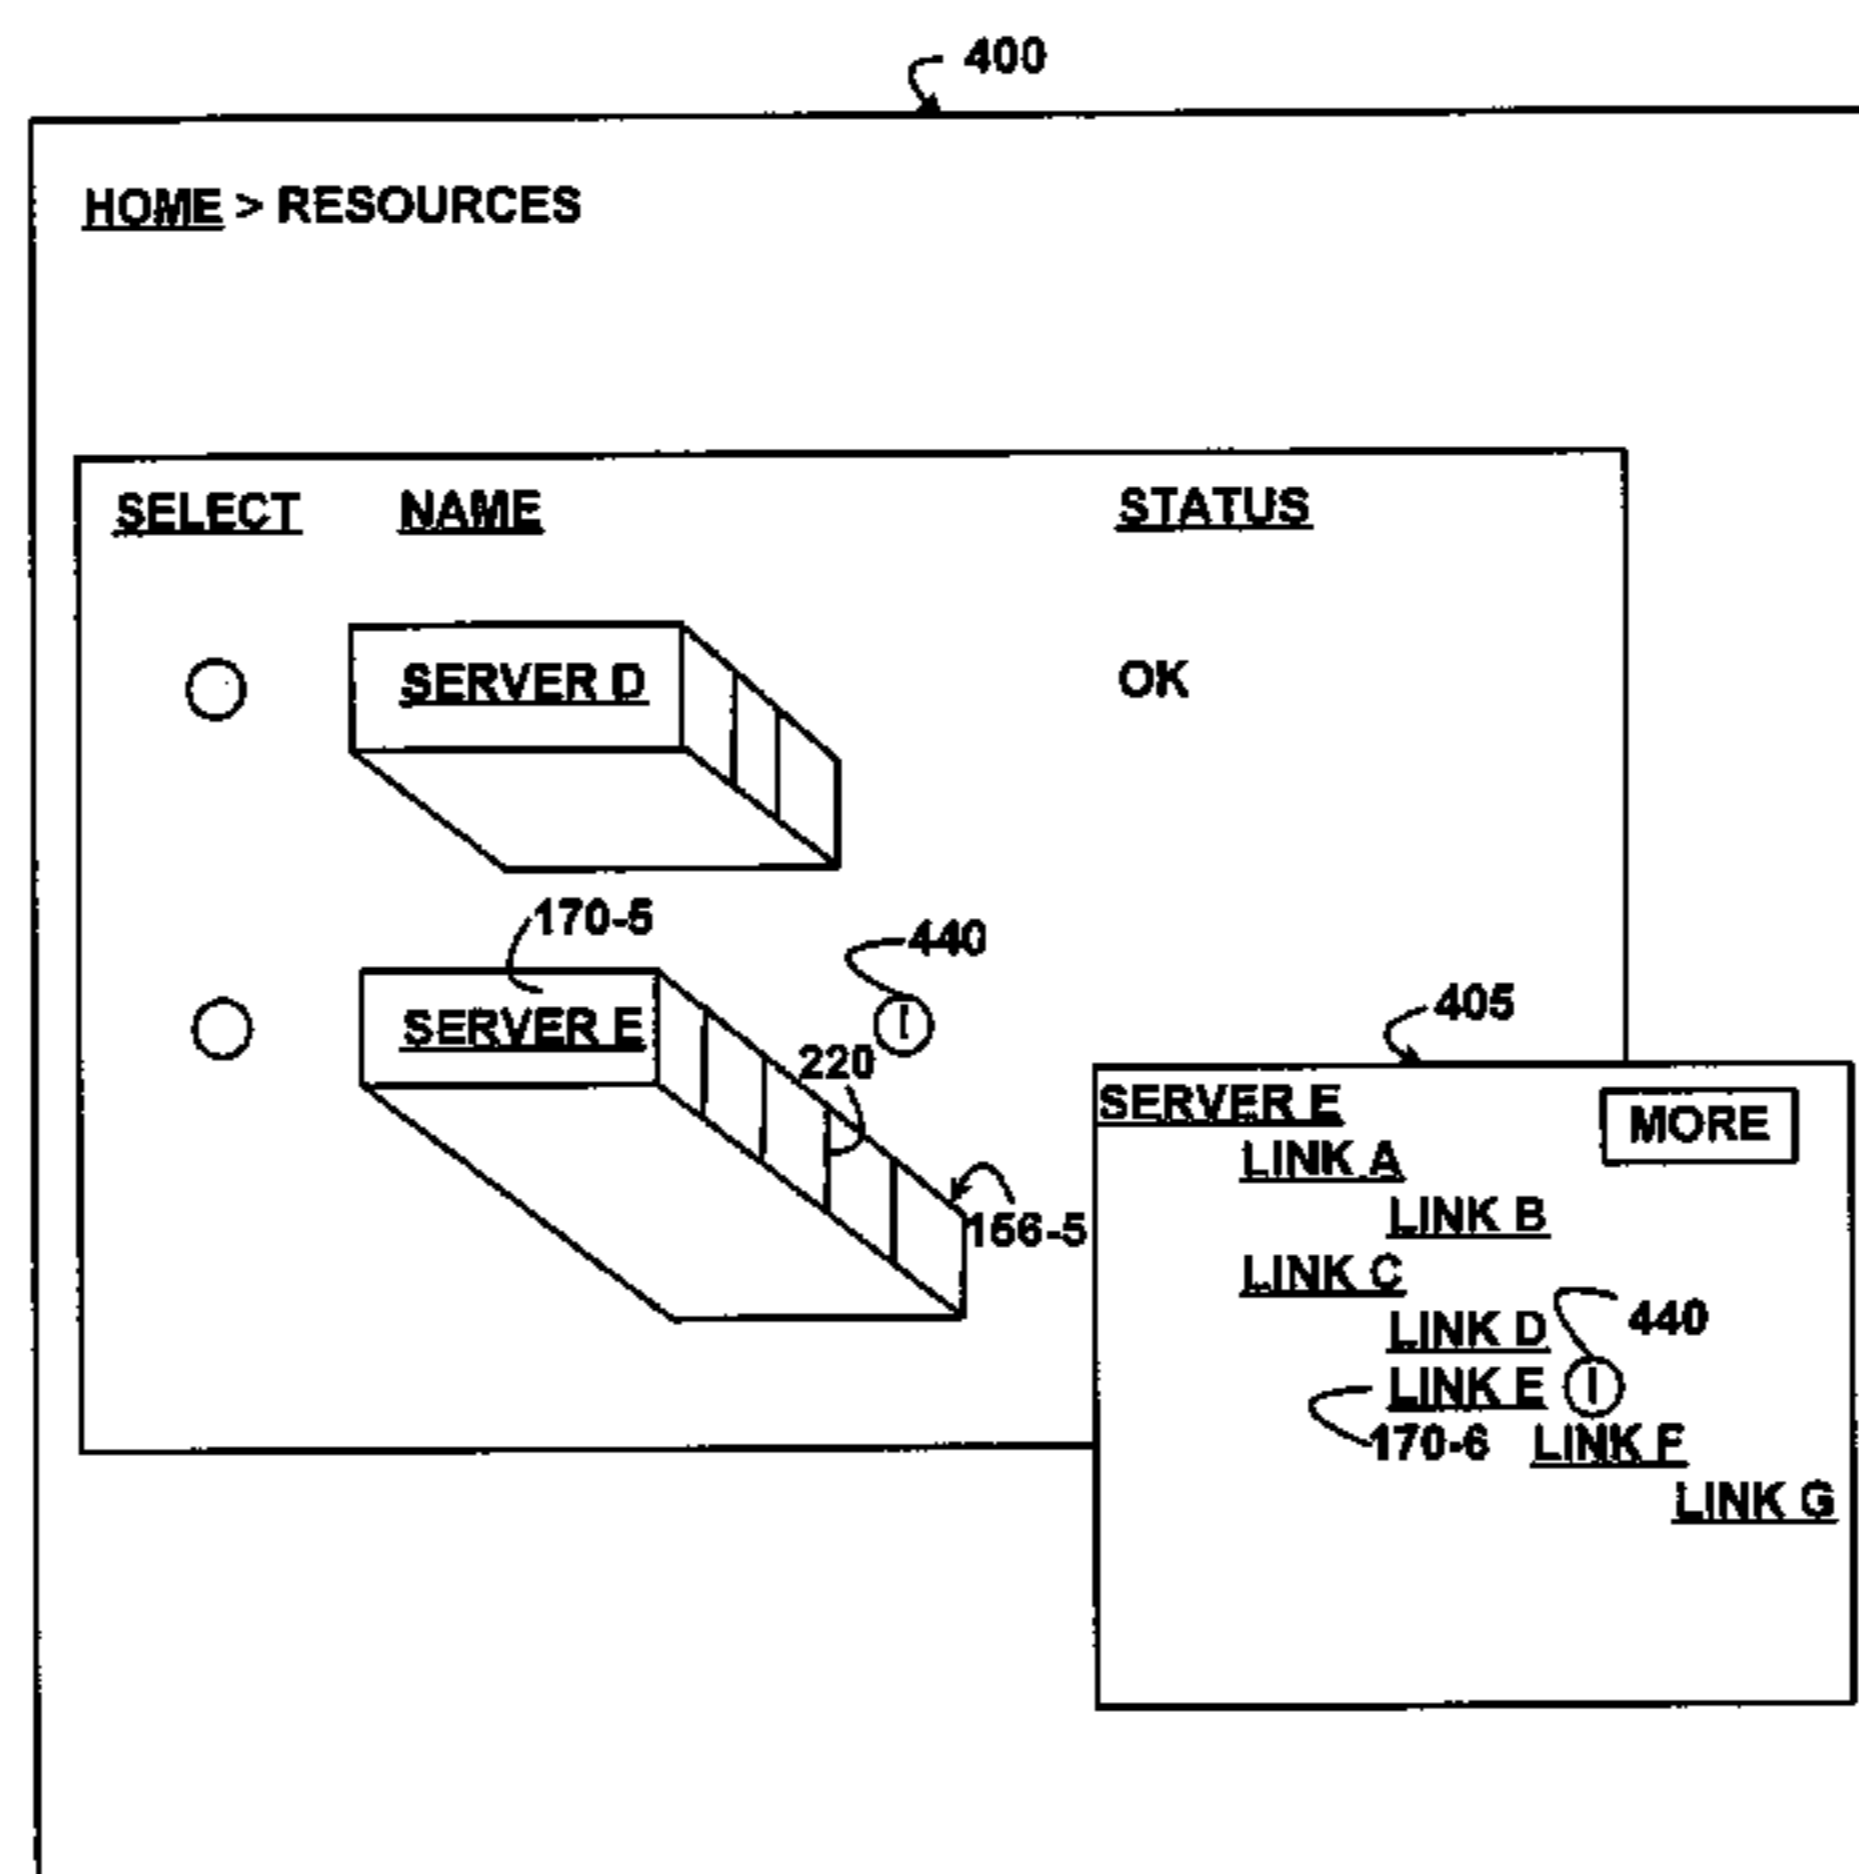 400
HOME > RESOURCES
SELECT NAME STATUS
SERVER D OK
170-5
440
SERVER E
220
405
SERVER E MORE
LINK A
LINK B
156-5
LINK C
440
LINK D
LINK E
170-6 LINK F
LINK G